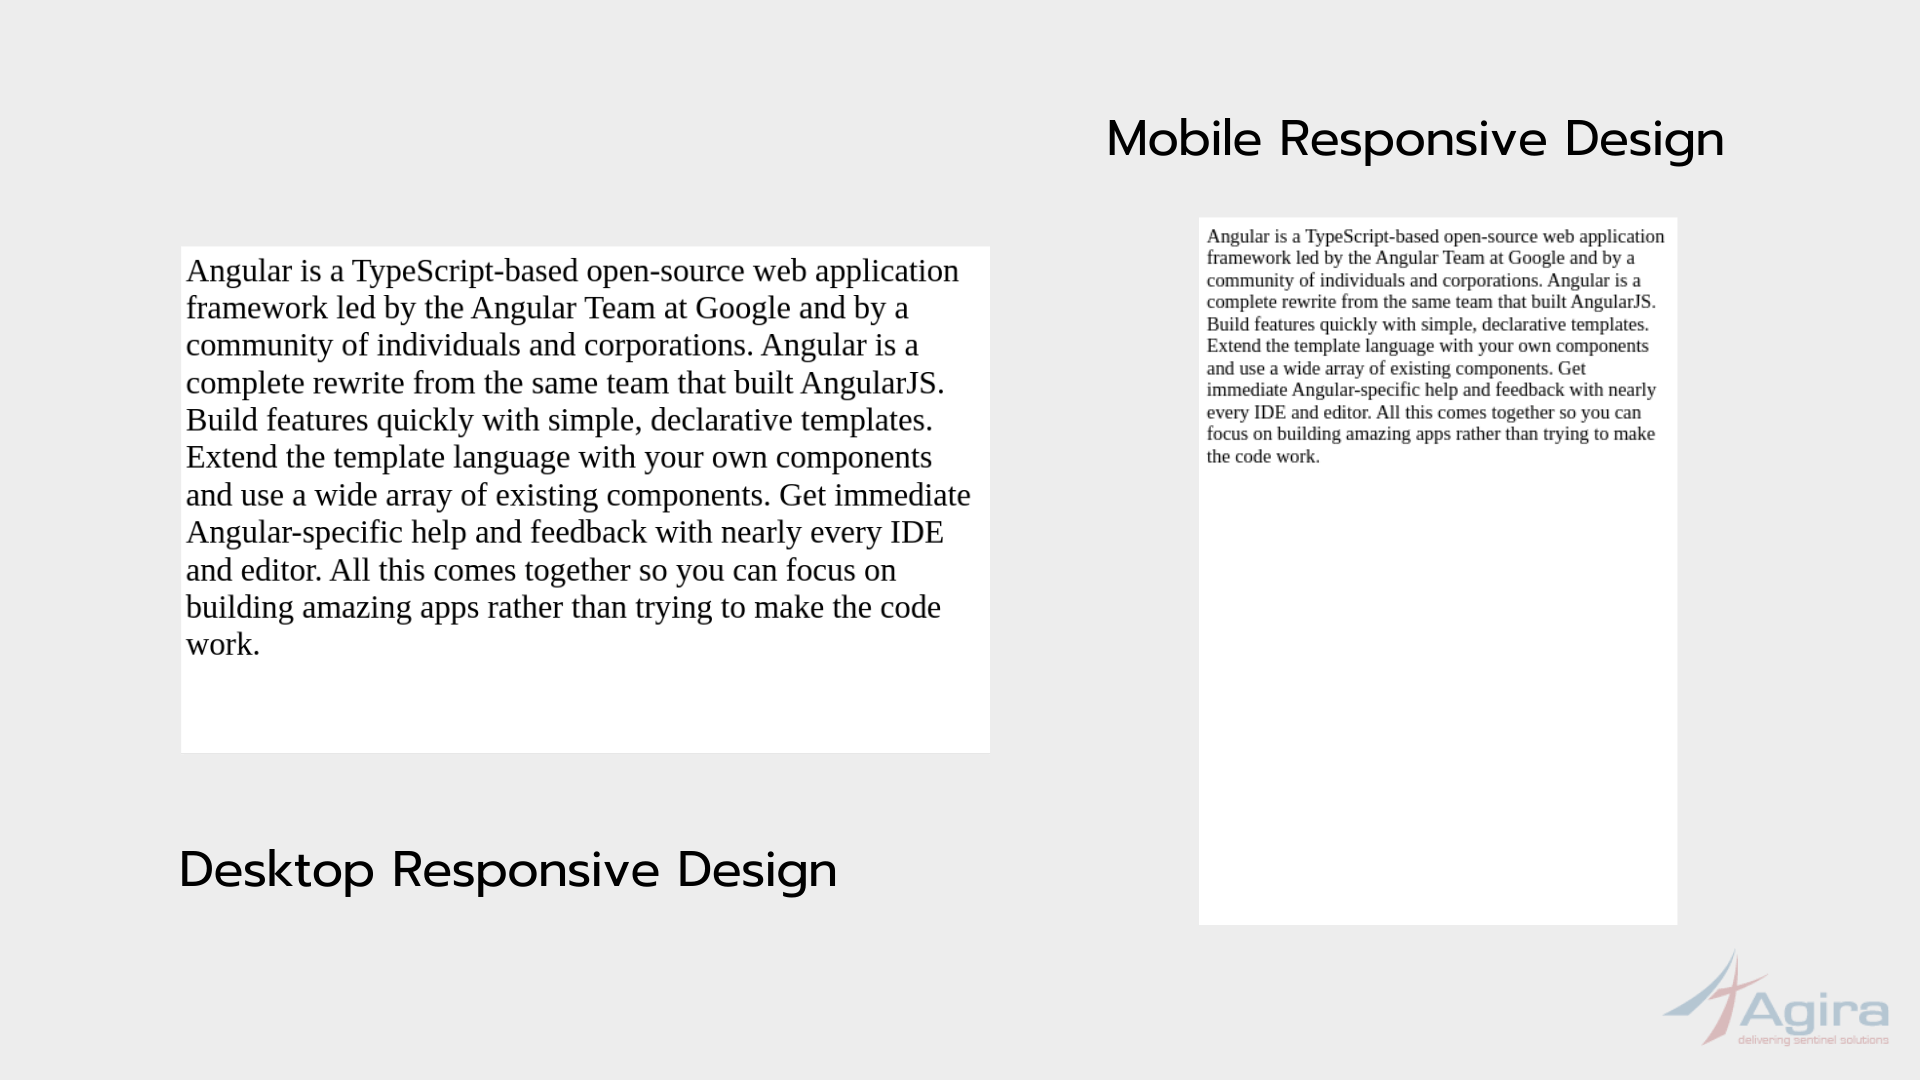 Mobile Responsive Design
Angular is a TypeScript-based open-source web application
framework led by the Angular Team at Google and by a
community of individuals and corporations. Angular is a
complete rewrite from the same team that built AngularJS.
Build features quickly with simple, declarative templates.
Extend the template language with your own components
and use a wide array of existing components. Get immediate
Angular-specific help and feedback with nearly every IDE
and editor. All this comes together so you can focus on
building amazing apps rather than trying to make the code
work.
Desktop Responsive Design
Angular is a TypeScript-based open-source web application
framework led by the Angular Team at Google and by a
community of individuals and corporations. Angular is a
complete rewrite from the same team that built AngularJS.
Build features quickly with simple, declarative templates.
Extend the template language with your own components
and use a wide array of existing components. Get
immediate Angular-specific help and feedback with nearly
every IDE and editor. All this comes together so you can
focus on building amazing apps rather than trying to make
the code work.
Agira
delivering sentinel solutions